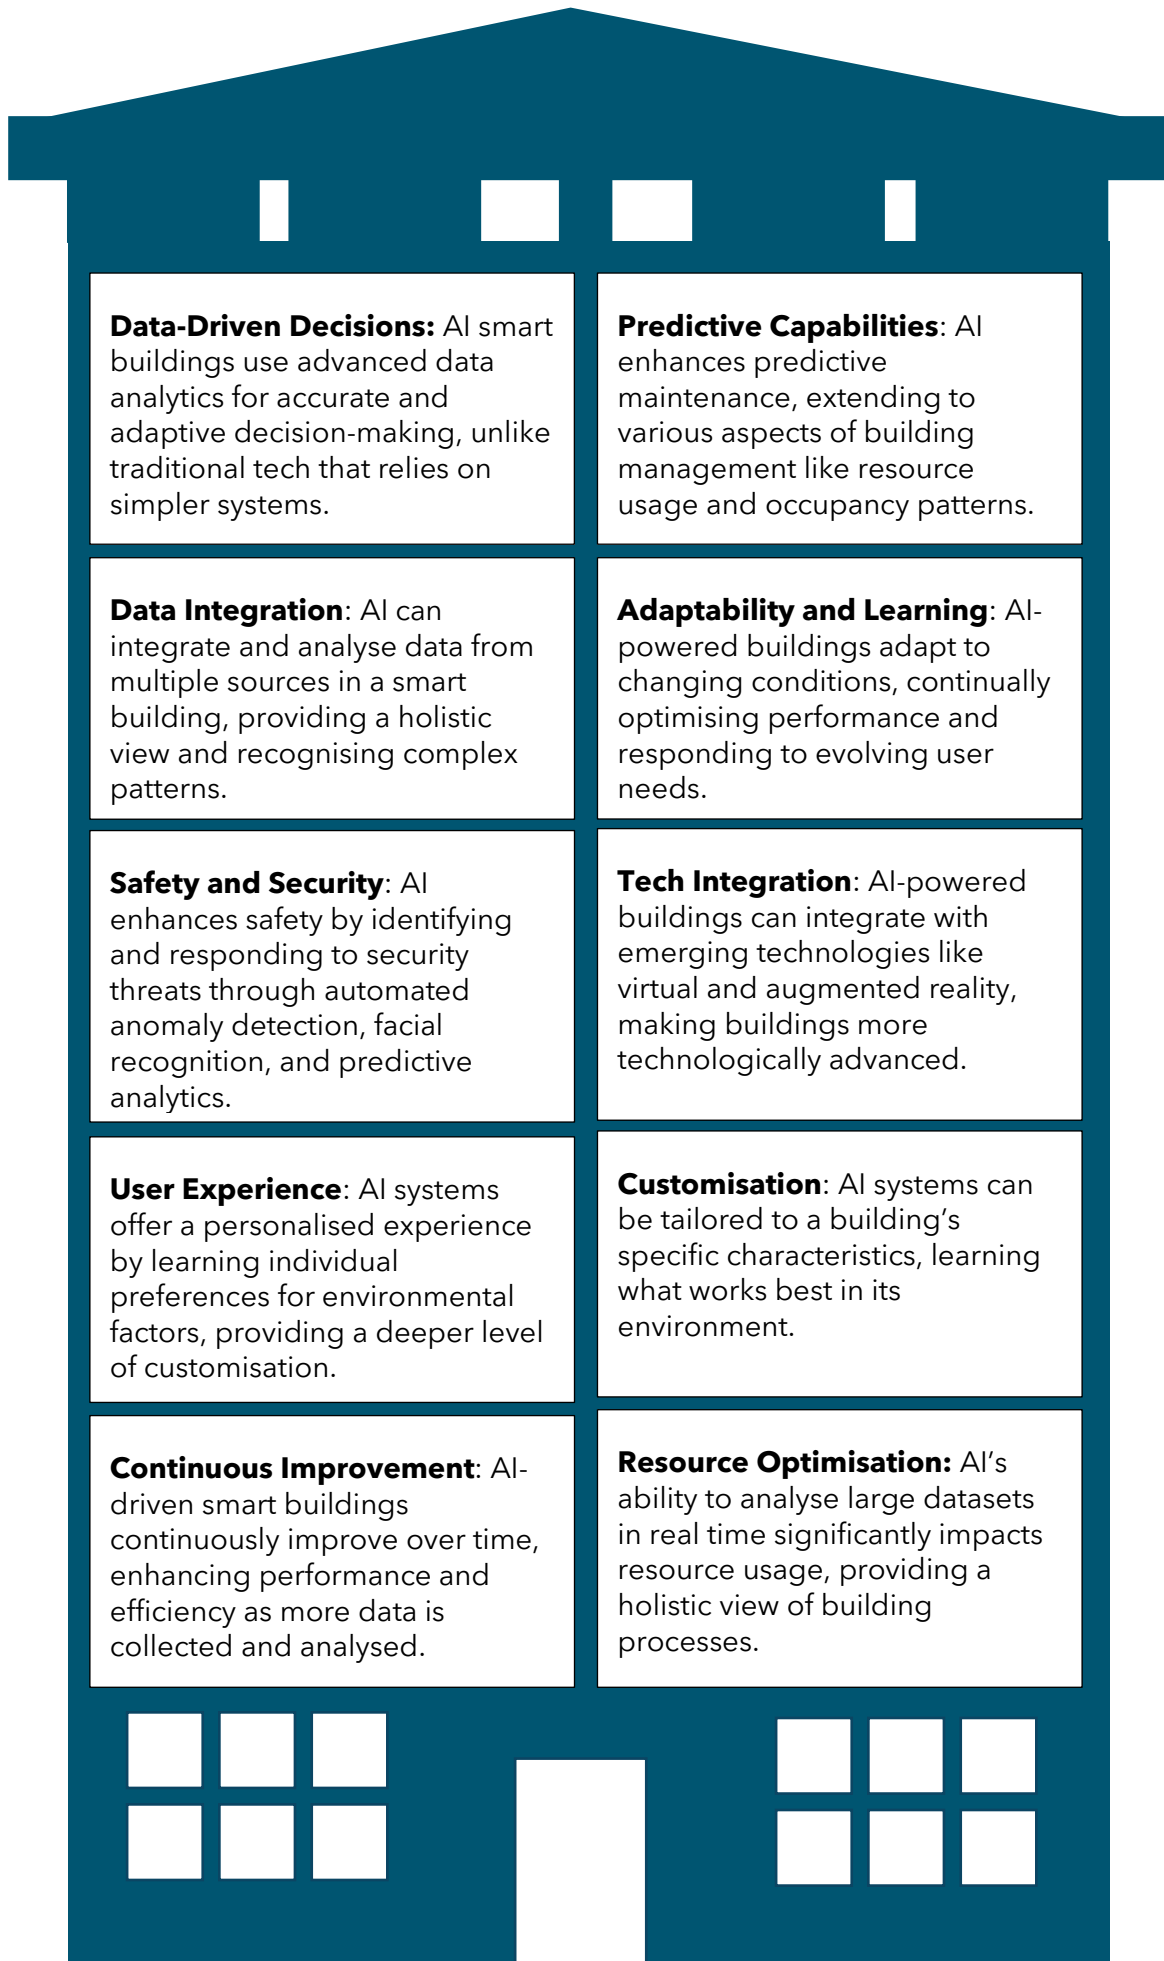 Data-Driven Decisions: AI smart
buildings use advanced data
analytics for accurate and
adaptive decision-making, unlike
traditional tech that relies on
simpler systems.
Predictive Capabilities: AI
enhances predictive
maintenance, extending to
various aspects of building
management like resource
usage and occupancy patterns.
Data Integration: AI can
integrate and analyse data from
multiple sources in a smart
building, providing a holistic
view and recognising complex
patterns.
Adaptability and Learning: AI-
powered buildings adapt to
changing conditions, continually
optimising performance and
responding to evolving user
needs.
Safety and Security: AI
enhances safety by identifying
and responding to security
threats through automated
anomaly detection, facial
recognition, and predictive
analytics.
Tech Integration: AI-powered
buildings can integrate with
emerging technologies like
virtual and augmented reality,
making buildings more
technologically advanced.
User Experience: AI systems
offer a personalised experience
by learning individual
preferences for environmental
factors, providing a deeper level
of customisation.
Customisation: AI systems can
be tailored to a building's
specific characteristics, learning
what works best in its
environment.
Continuous Improvement: AI-
driven smart buildings
continuously improve over time,
enhancing performance and
efficiency as more data is
collected and analysed.
Resource Optimisation: AI's
ability to analyse large datasets
in real time significantly impacts
resource usage, providing a
holistic view of building
processes.